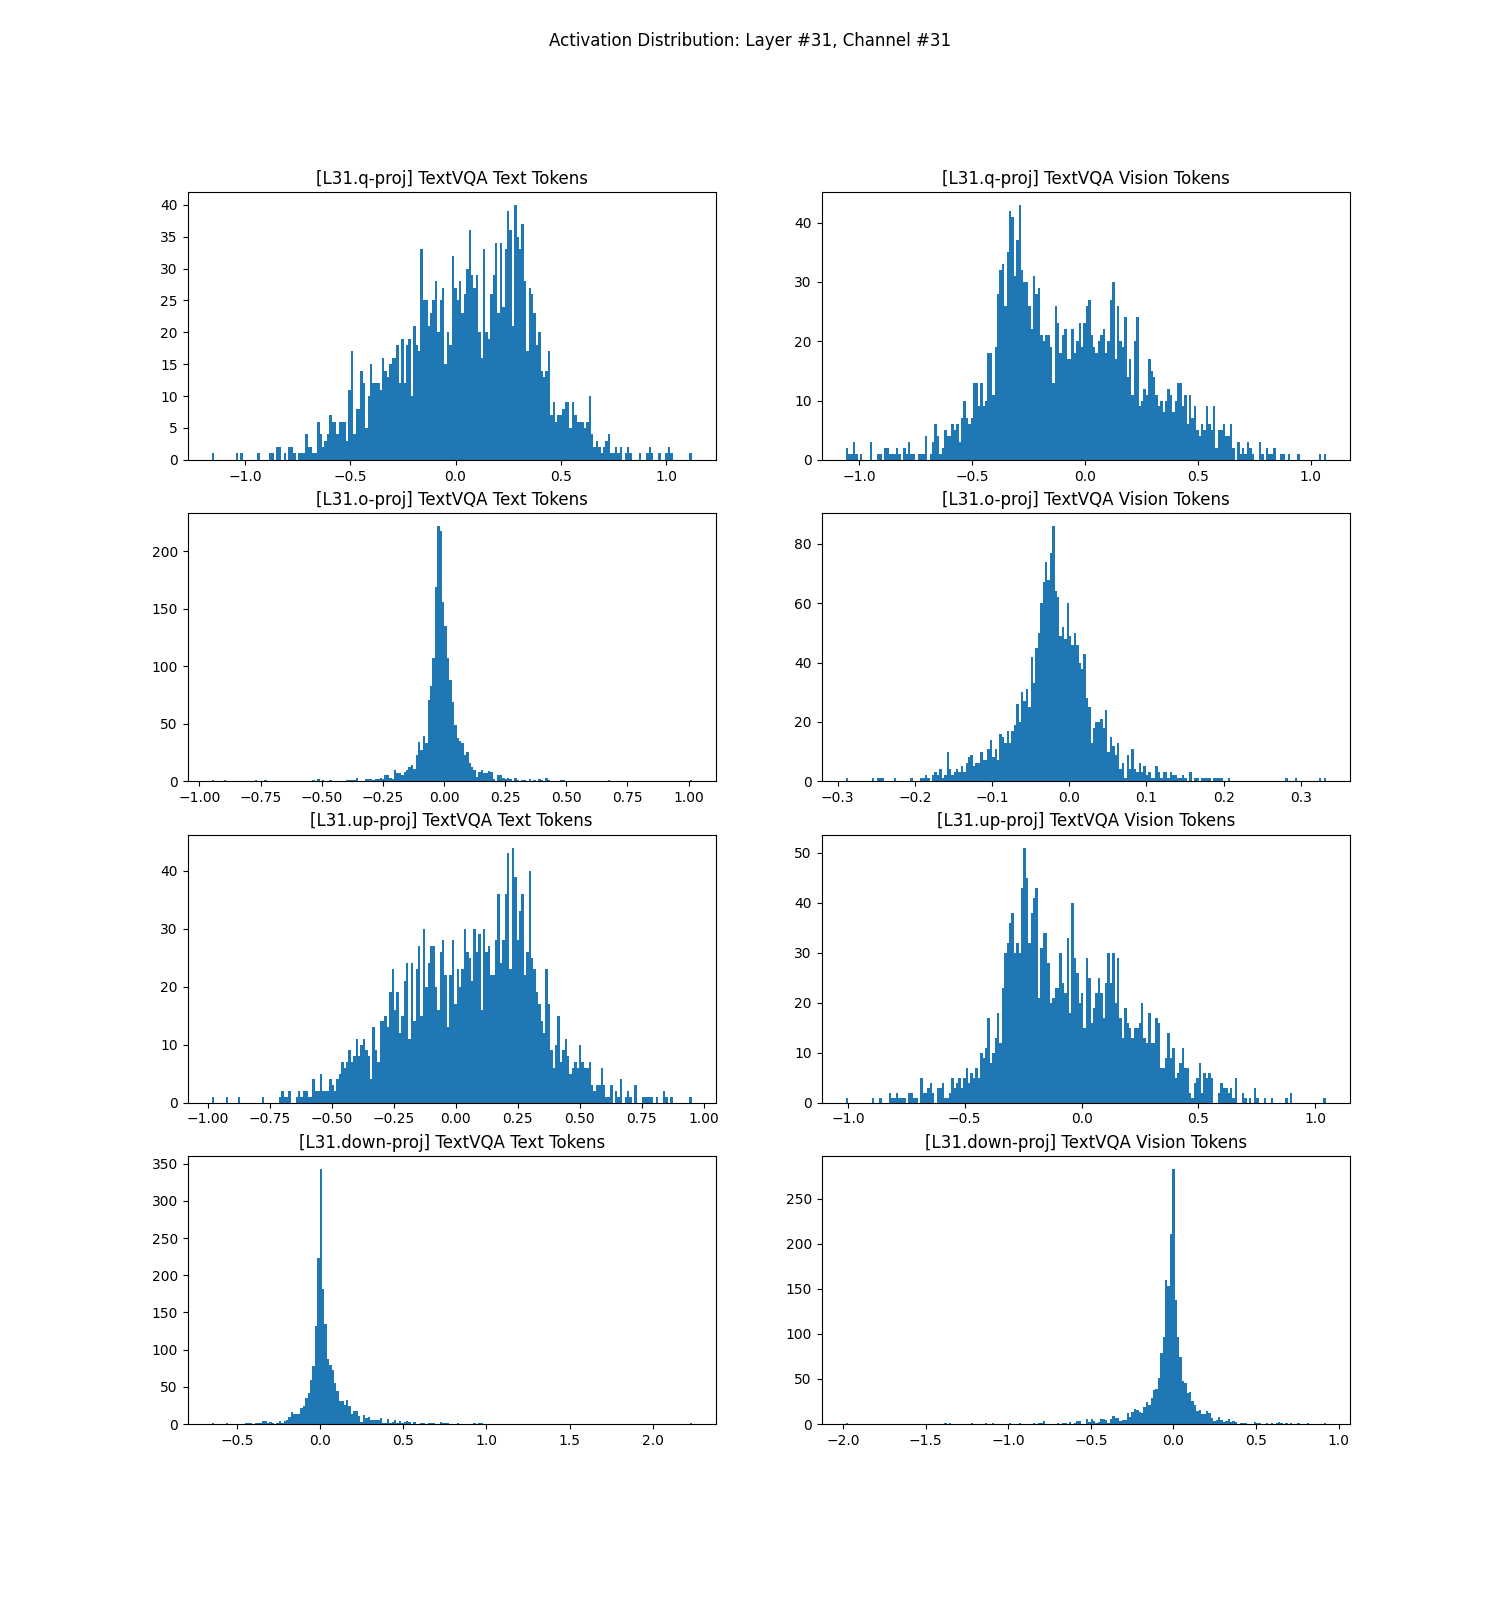 Activation Distribution: Layer #31, Channel #31
[L31.q-proj] TextVQA Text Tokens
40
35
30
25
20
15
10
5
0
−1.0 −0.5 0.0 0.5 1.0
[L31.q-proj] TextVQA Vision Tokens
40
30
20
10
0
−1.0 −0.5 0.0 0.5 1.0
[L31.o-proj] TextVQA Text Tokens
200
150
100
50
0
−1.00 −0.75 −0.50 −0.25 0.00 0.25 0.50 0.75 1.00
[L31.o-proj] TextVQA Vision Tokens
80
60
40
20
0
−0.3 −0.2 −0.1 0.0 0.1 0.2 0.3
[L31.up-proj] TextVQA Text Tokens
40
30
20
10
0
−1.00 −0.75 −0.50 −0.25 0.00 0.25 0.50 0.75 1.00
[L31.up-proj] TextVQA Vision Tokens
50
40
30
20
10
0
−1.0 −0.5 0.0 0.5 1.0
[L31.down-proj] TextVQA Text Tokens
350
300
250
200
150
100
50
0
−0.5 0.0 0.5 1.0 1.5 2.0
[L31.down-proj] TextVQA Vision Tokens
250
200
150
100
50
0
−2.0 −1.5 −1.0 −0.5 0.0 0.5 1.0